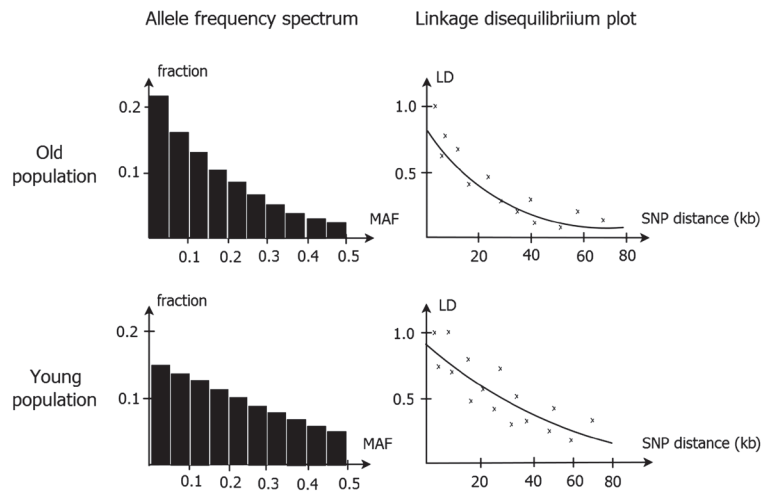 Allele frequency spectrum
Linkage disequilibriium plot
Old
population
fraction
0.2
0.1
MAF
0.1 0.2 0.3 0.4 0.5
LD
1.0
0.5
SNP distance (kb)
20 40 60 80
Young
population
fraction
0.2
0.1
MAF
0.1 0.2 0.3 0.4 0.5
LD
1.0
0.5
SNP distance (kb)
20 40 60 80